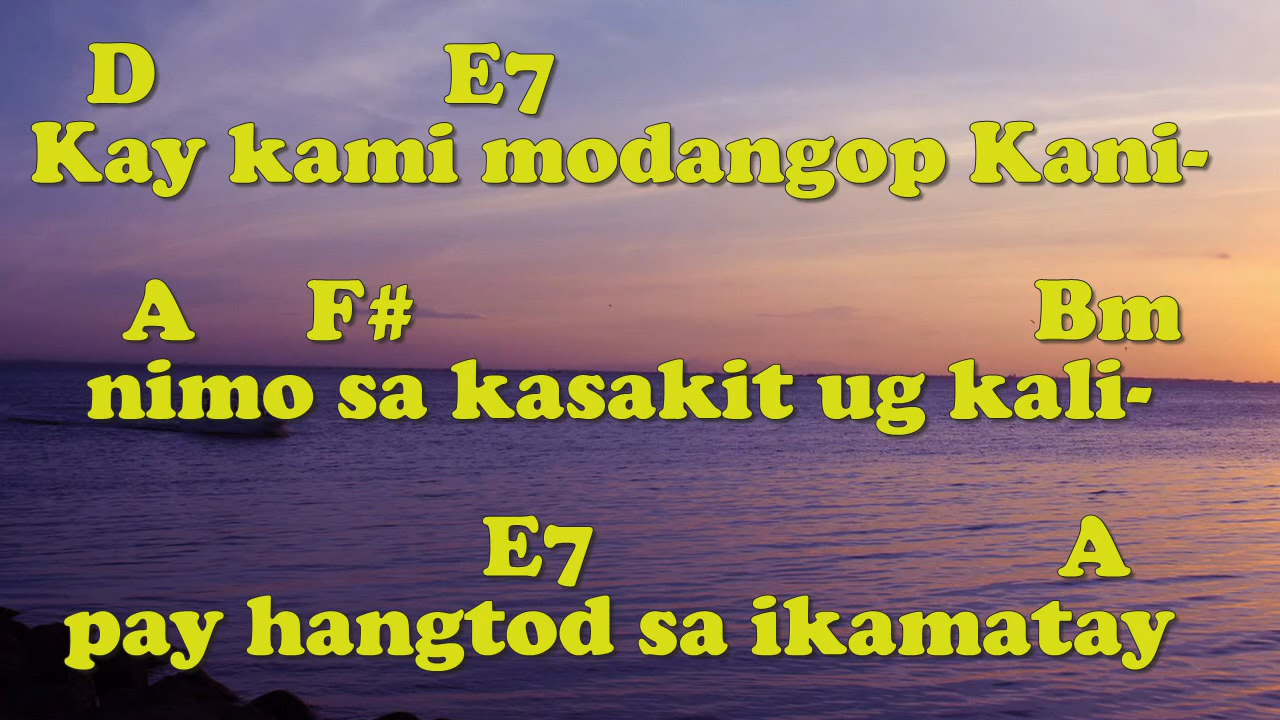 D E7
Kay kami modangop Kani-
A F# Bm
nimo sa kasakit ug kali-
E7 A
pay hangtod sa ikamatay